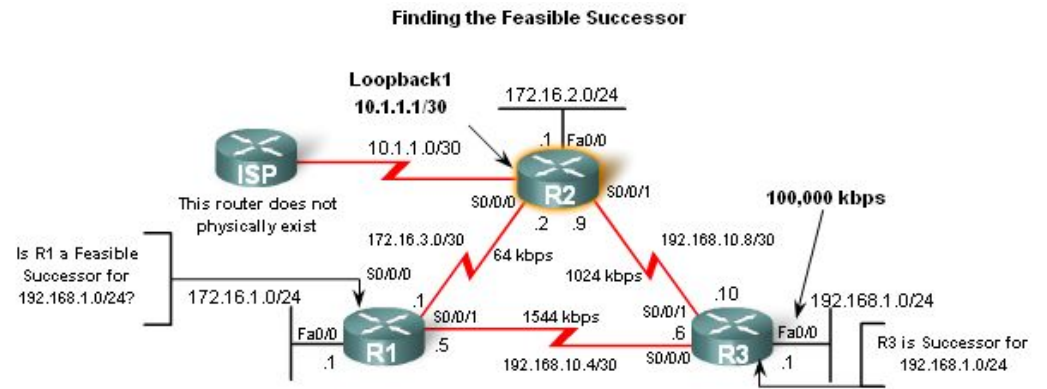 Finding the Feasible Successor
Loopback1
10.1.1.1/30
172.16.2.0/24
.1
Fa0/0
10.1.1.0/30
ISP
R2
S0/0/1
100,000 kbps
This router does not
physically exist
S0/0/0
.2
.9
Is R1 a Feasible
Successor for
192.168.1.0/24?
172.16.3.0/30
64 kbps
192.168.10.8/30
1024 kbps
S0/0/0
172.16.1.0/24
.1
.10
192.168.1.0/24
S0/0/1
1544 kbps
S0/0/1
.6
Fa0/0
R1
.5
R3
Fa0/0
.1
192.168.10.4/30
S0/0/0
.1
R3 is Successor for
192.168.1.0/24